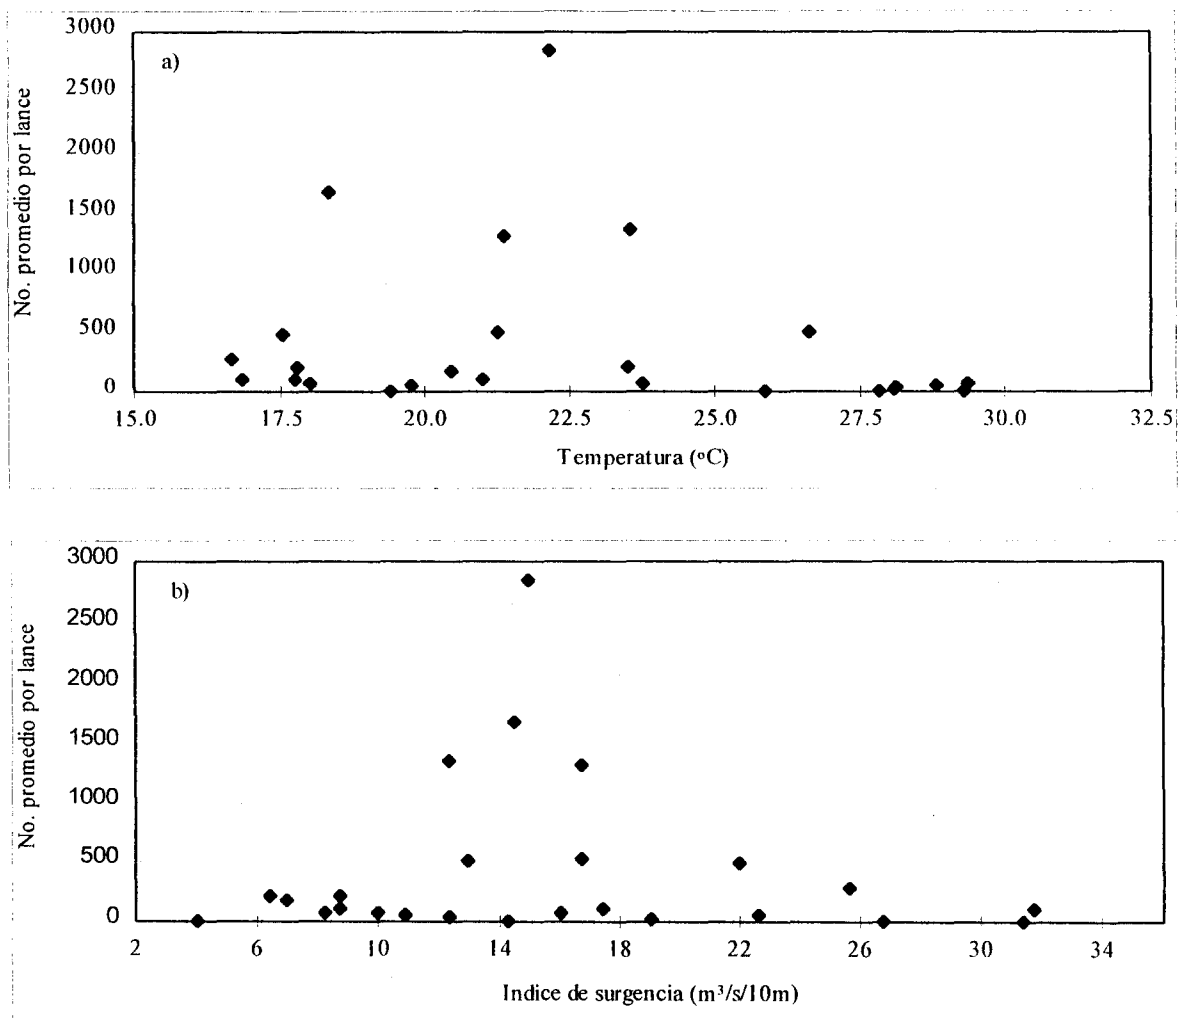 3000
a)
2500
2000
1500
1000
500
0
No. promedio por lance
15.0 17.5 20.0 22.5 25.0 27.5 30.0 32.5
Temperatura (ºC)
3000
b)
2500
2000
1500
1000
500
0
No. promedio por lance
2 6 10 14 18 22 26 30 34
Indice de surgencia (m³/s/10m)